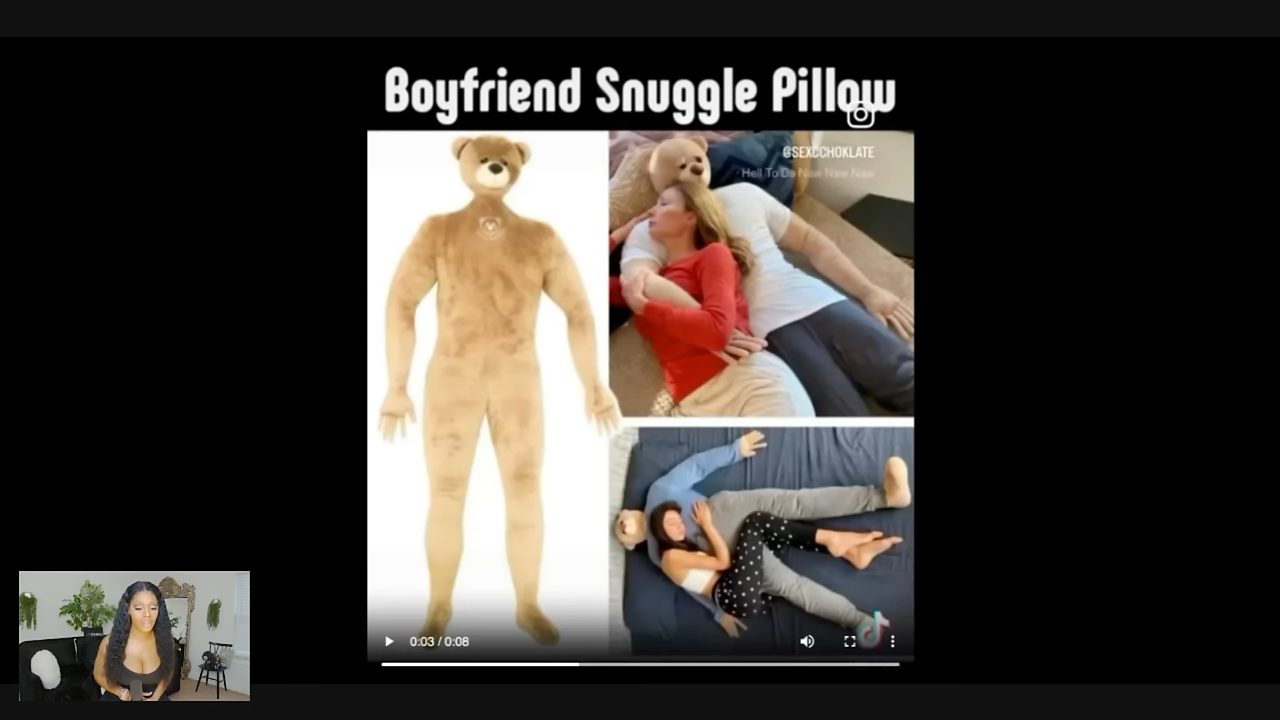 Boyfriend Snuggle Pillow
@SEXCCHOKLATE
Hell To Da Naw Naw Naw
0:03 / 0:08